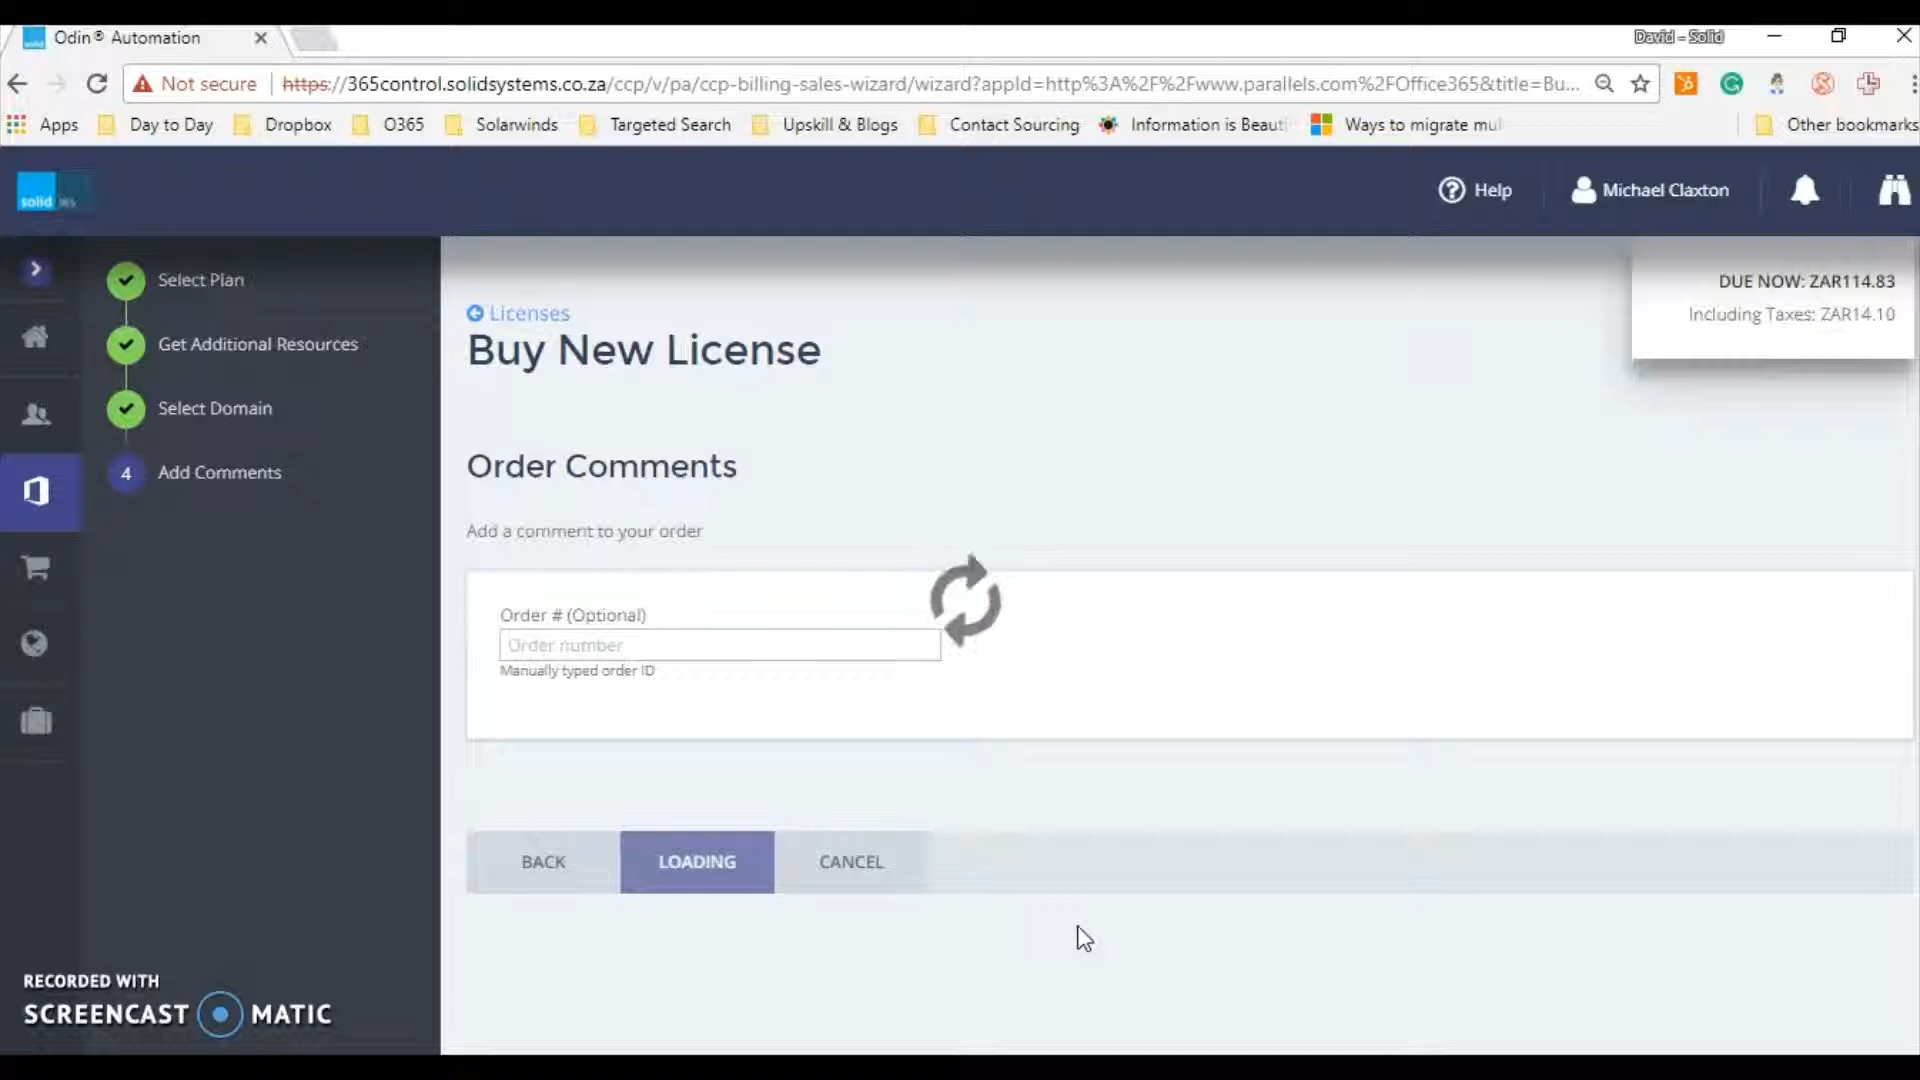 Odin® Automation
David – Solid
Not secure
https://365control.solidsystems.co.za/ccp/v/pa/ccp-billing-sales-wizard/wizard?appId=http%3A%2F%2Fwww.parallels.com%2FOffice365&title=Bu...
Apps Day to Day Dropbox O365 Solarwinds Targeted Search Upskill & Blogs Contact Sourcing Information is Beauti Ways to migrate mul Other bookmarks
solid
Help
Michael Claxton
Select Plan
Get Additional Resources
Select Domain
4 Add Comments
DUE NOW: ZAR114.83
Including Taxes: ZAR14.10
Licenses
Buy New License
Order Comments
Add a comment to your order
Order # (Optional)
Order number
Manually typed order ID
BACK LOADING CANCEL
RECORDED WITH
SCREENCAST MATIC